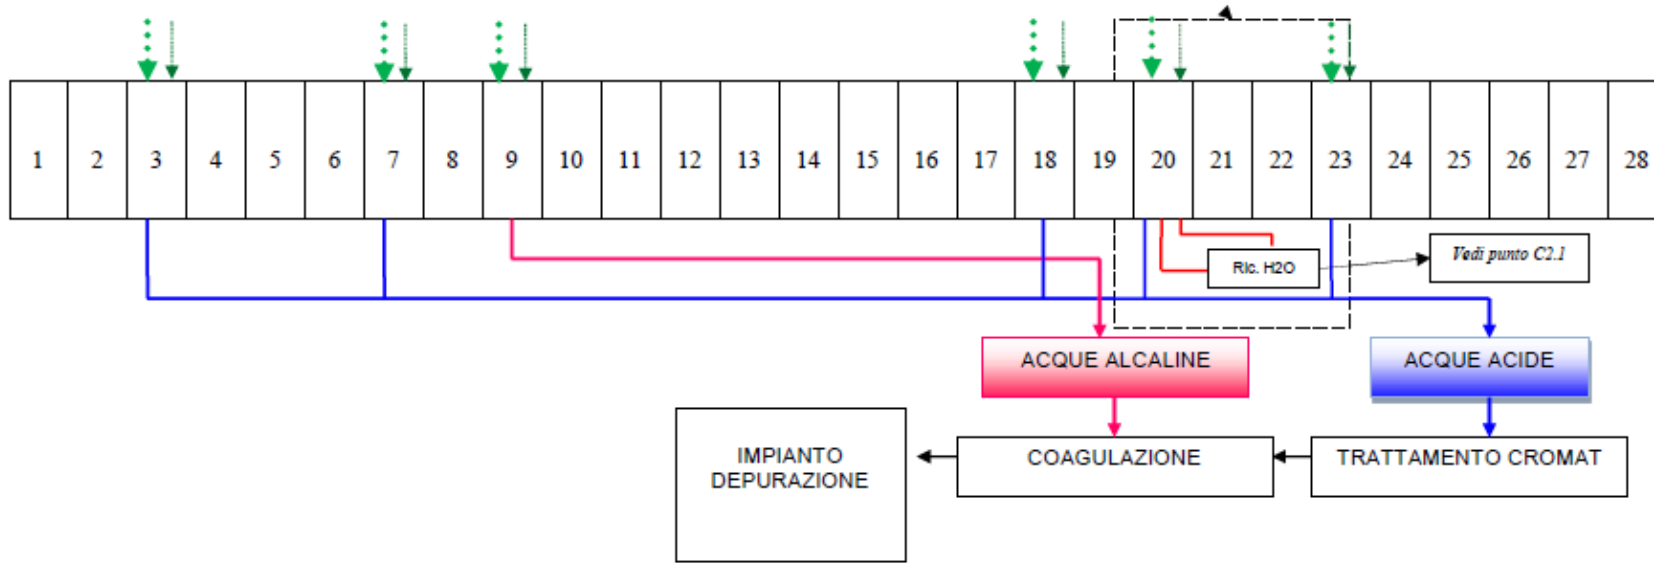 1 2 3 4 5 6 7 8 9 10 11 12 13 14 15 16 17 18 19 20 21 22 23 24 25 26 27 28
Ric. H2O
Vedi punto C2.1
ACQUE ALCALINE
ACQUE ACIDE
IMPIANTO
DEPURAZIONE
COAGULAZIONE
TRATTAMENTO CROMAT